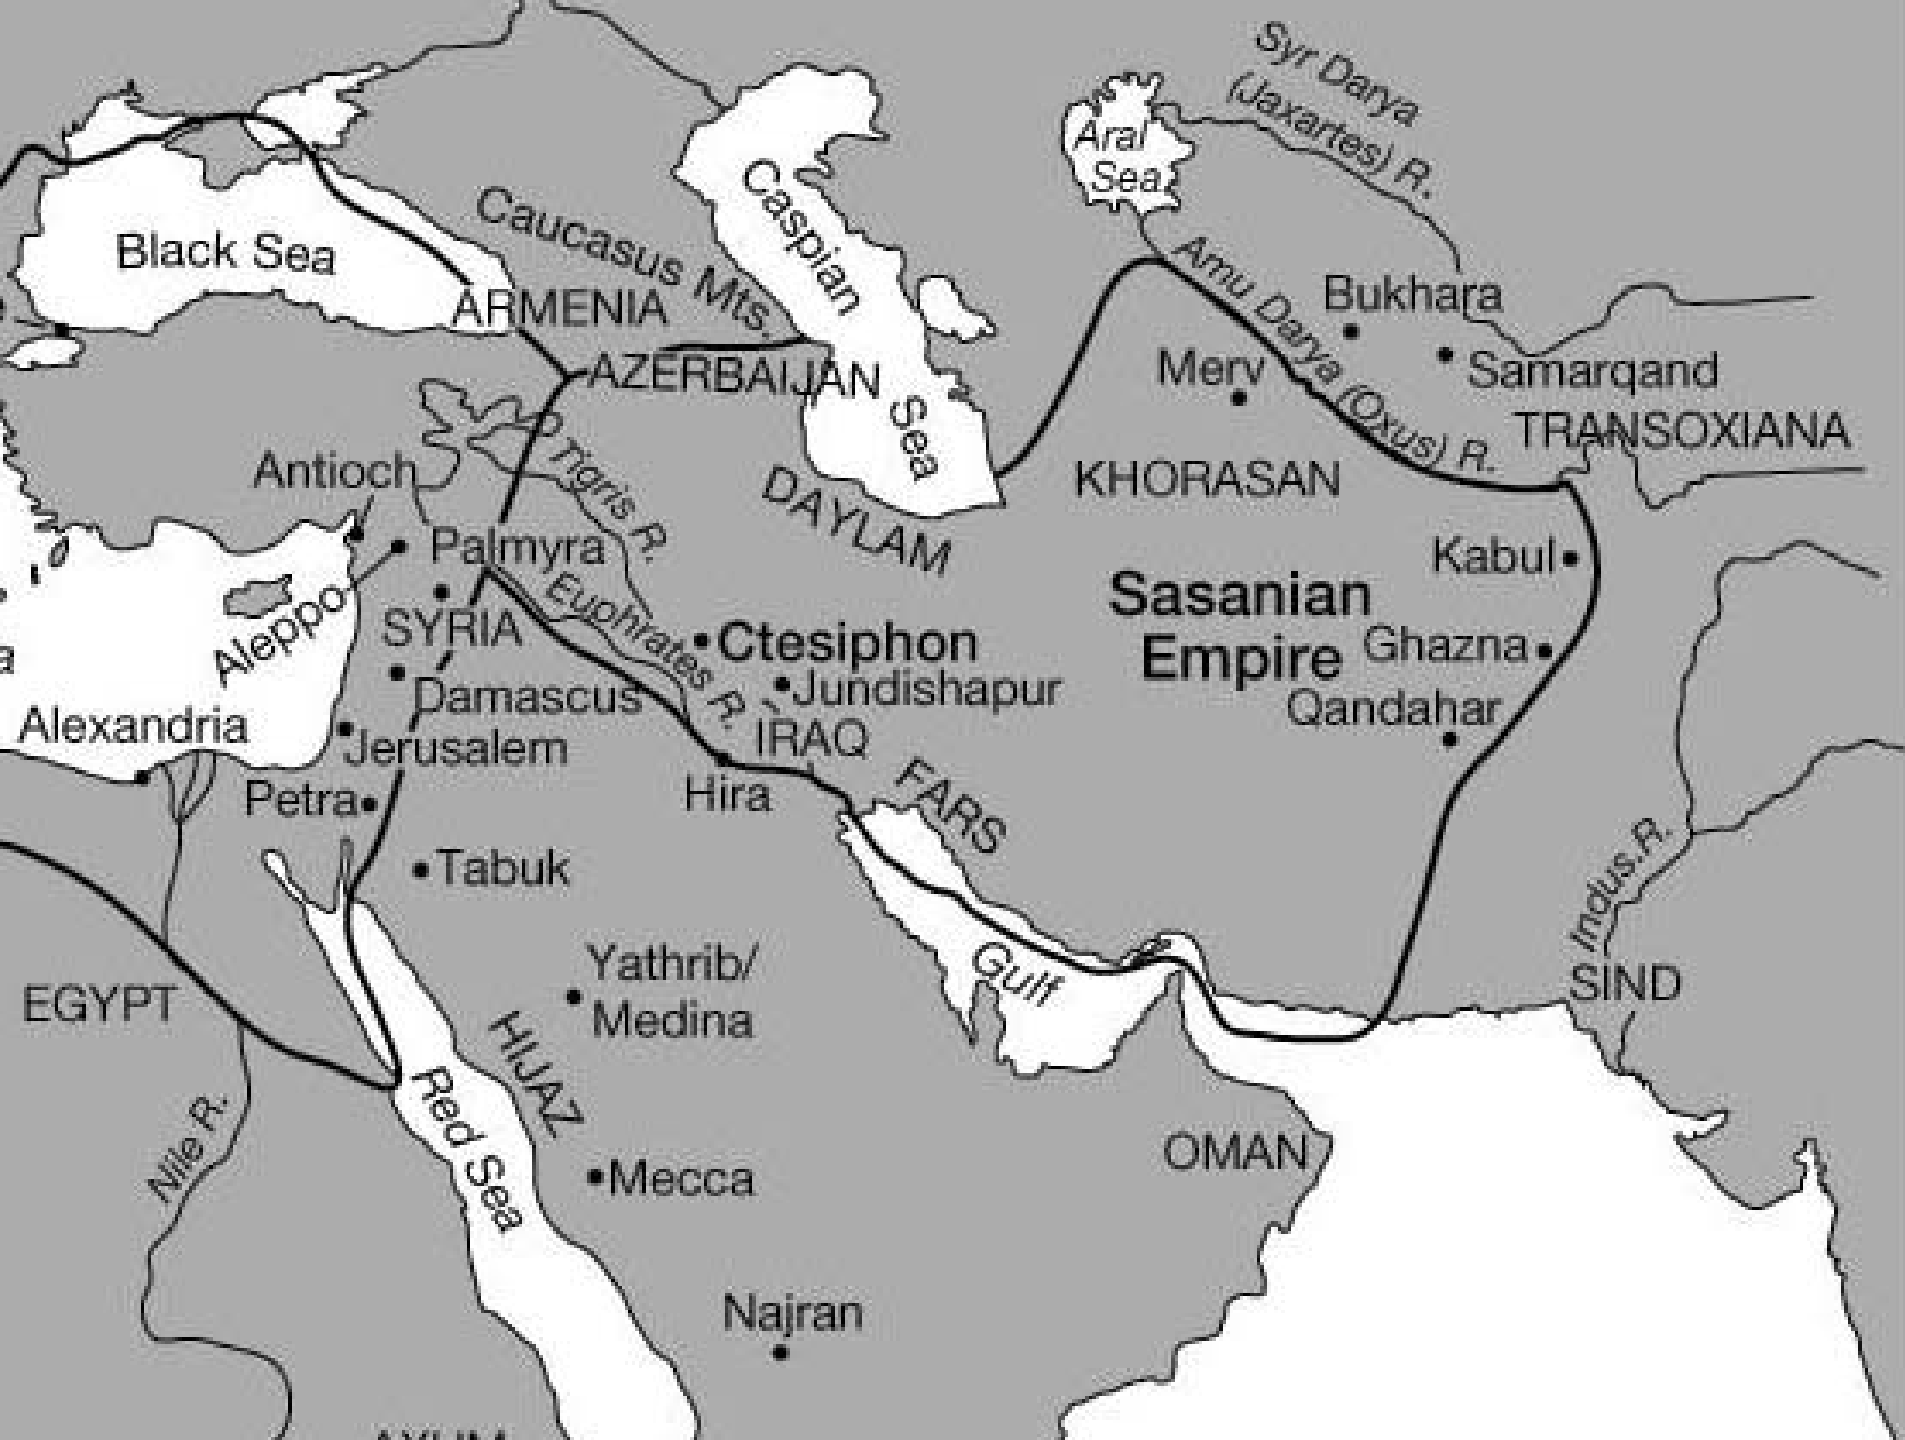 Syr Darya
(Jaxartes) R.
Aral
Sea
Caspian
Sea
Caucasus Mts.
Black Sea
ARMENIA
Amu Darya (Oxus) R.
Bukhara
Merv
Samarqand
AZERBAIJAN
TRANSOXIANA
Antioch
Tigris R.
DAYLAM
KHORASAN
Palmyra
Kabul
Euphrates R.
Sasanian
Empire
Aleppo
SYRIA
Ctesiphon
Ghazna
Jundishapur
Damascus
Qandahar
Alexandria
IRAQ
Jerusalem
Petra
Hira
FARS
Tabuk
Indus.R.
Yathrib/
Medina
Gulf
SIND
EGYPT
HIJAZ
Red Sea
Nile R.
OMAN
Mecca
Najran